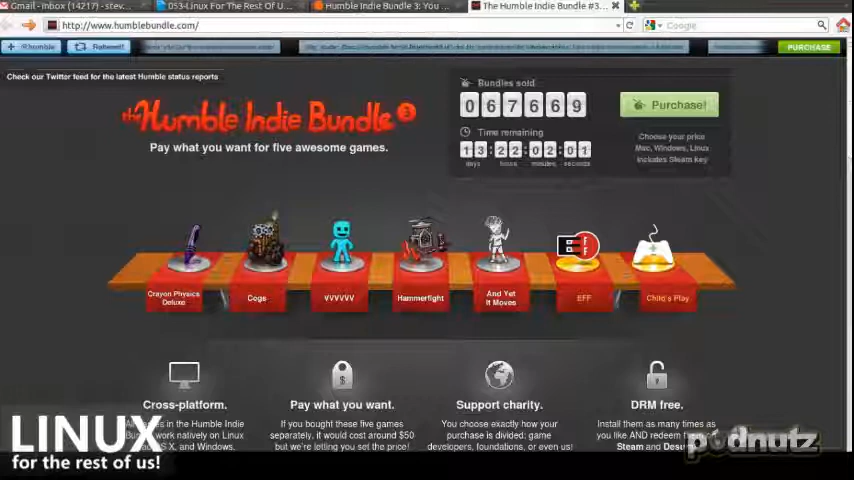 Gmail - Inbox (14217) - stev...
053-Linux For The Rest Of U...
Humble Indie Bundle 3: You ...
The Humble Indie Bundle #3...
http://www.humblebundle.com/
Google
PURCHASE
Check our Twitter feed for the latest Humble status reports
the Humble Indie Bundle 3
Pay what you want for five awesome games.
Bundles sold
067669
Purchase!
Time remaining
13:22:02:01
days hours minutes seconds
Choose your price
Mac, Windows, Linux
Includes Steam key
Crayon Physics
Deluxe
Cogs
VVVVVV
Hammerfight
And Yet
It Moves
EFF
Child's Play
Cross-platform.
Pay what you want.
Support charity.
DRM free.
in the Humble Indie
work natively on Linux
X, and Windows.
If you bought these five games
separately, it would cost around $50
but we're letting you set the price!
You choose exactly how your
purchase is divided: game
developers, foundations, or even us!
Install them as many times as
you like AND redeem
Steam and
LINUX
for the rest of us!
podnutz